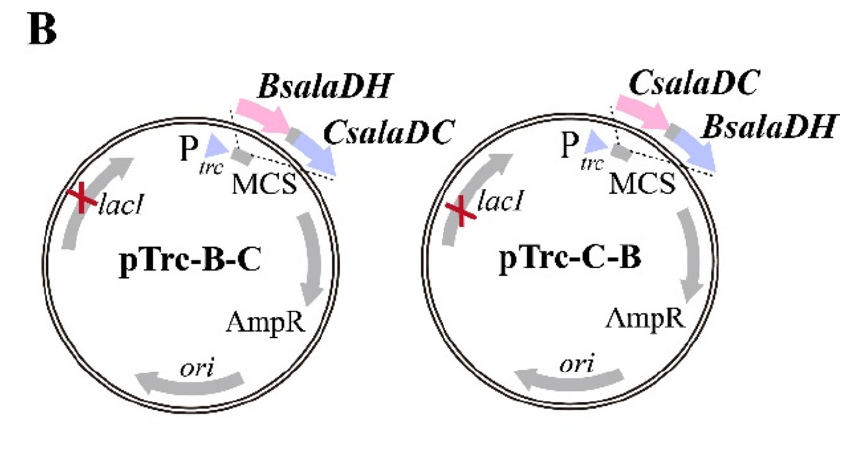 B
BsalaDH
CsalaDC
Ptrc
MCS
lacI
pTrc-B-C
AmpR
ori
CsalaDC
BsalaDH
Ptrc
MCS
lacI
pTrc-C-B
AmpR
ori